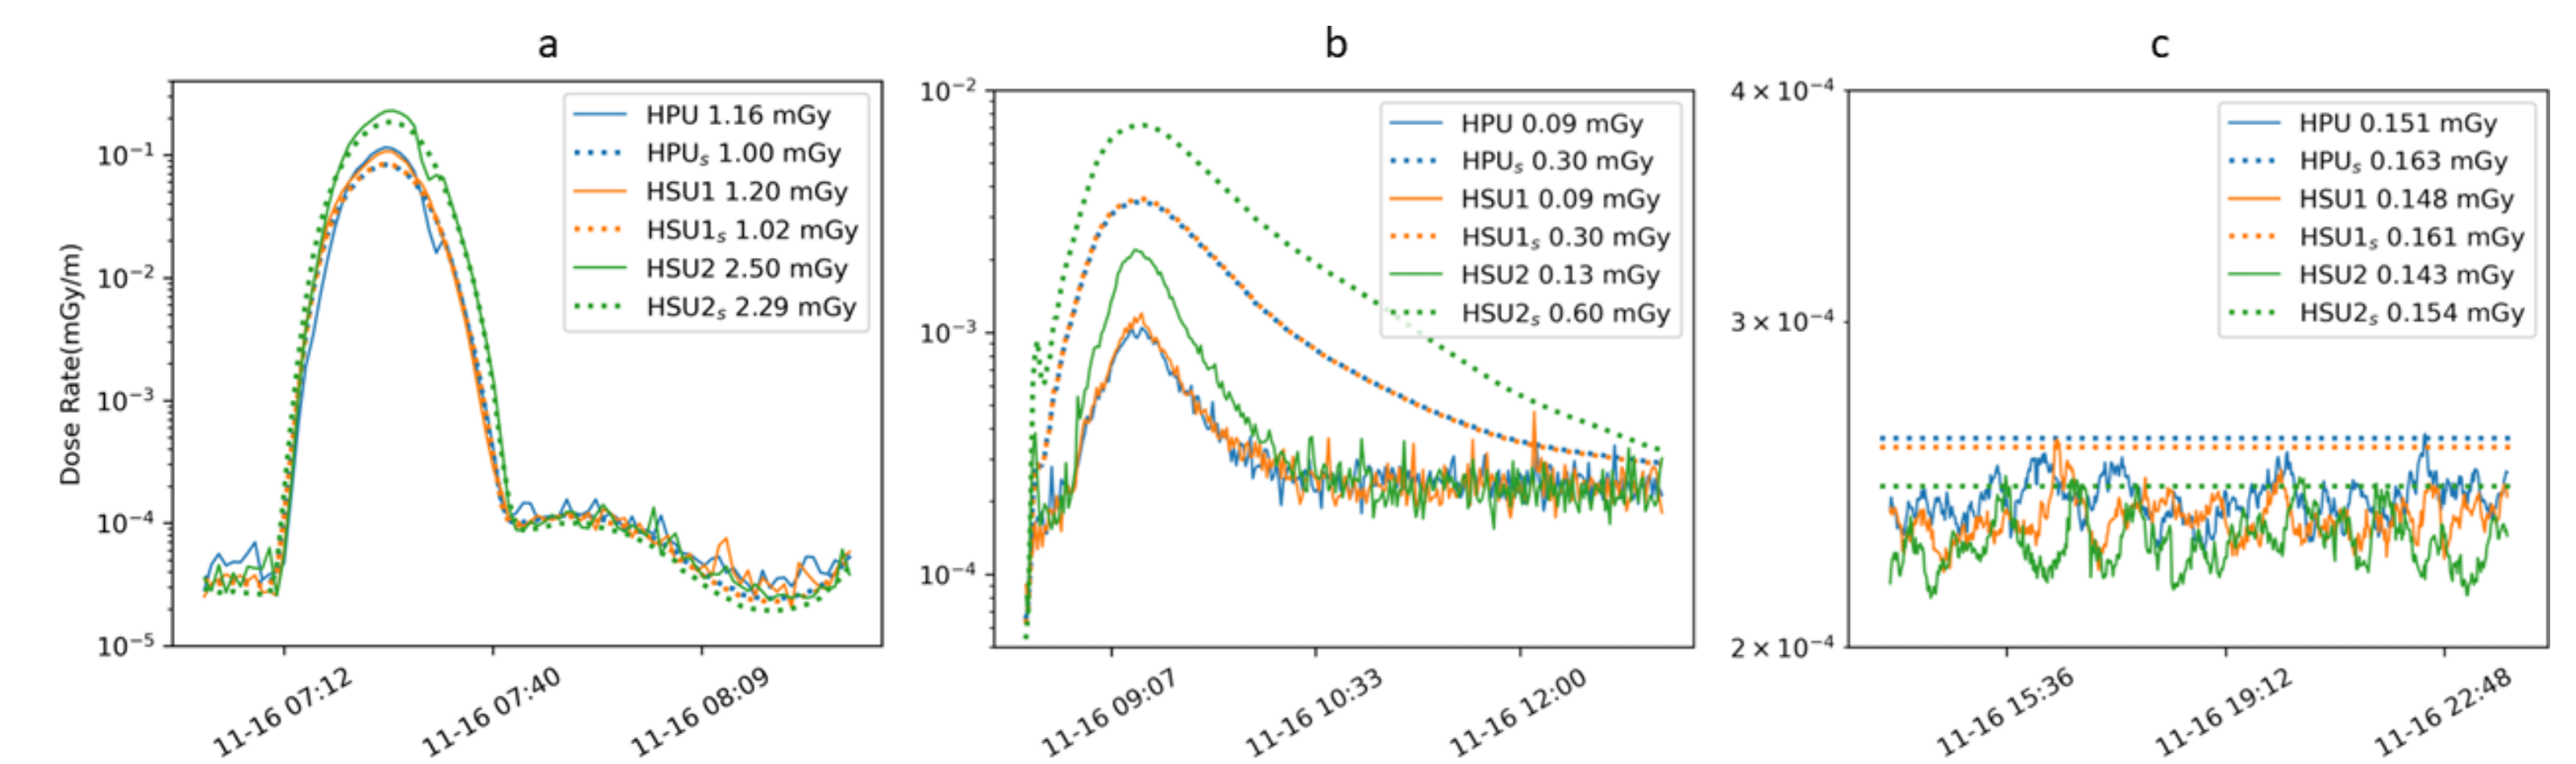 a
Dose Rate(mGy/m)
10⁻¹
10⁻²
10⁻³
10⁻⁴
10⁻⁵
HPU 1.16 mGy
HPUₛ 1.00 mGy
HSU1 1.20 mGy
HSU1ₛ 1.02 mGy
HSU2 2.50 mGy
HSU2ₛ 2.29 mGy
11-16 07:12
11-16 07:40
11-16 08:09
b
10⁻²
10⁻³
10⁻⁴
HPU 0.09 mGy
HPUₛ 0.30 mGy
HSU1 0.09 mGy
HSU1ₛ 0.30 mGy
HSU2 0.13 mGy
HSU2ₛ 0.60 mGy
11-16 09:07
11-16 10:33
11-16 12:00
c
4 × 10⁻⁴
3 × 10⁻⁴
2 × 10⁻⁴
HPU 0.151 mGy
HPUₛ 0.163 mGy
HSU1 0.148 mGy
HSU1ₛ 0.161 mGy
HSU2 0.143 mGy
HSU2ₛ 0.154 mGy
11-16 15:36
11-16 19:12
11-16 22:48